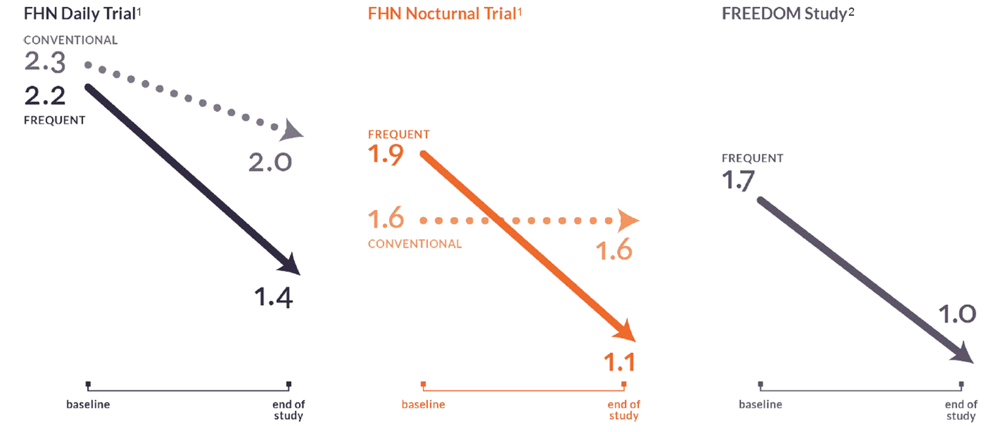 FHN Daily Trial1
CONVENTIONAL
2.3
2.2
FREQUENT
2.0
1.4
baseline
end of
study
FHN Nocturnal Trial1
FREQUENT
1.9
1.6
CONVENTIONAL
1.6
1.1
baseline
end of
study
FREEDOM Study2
FREQUENT
1.7
1.0
baseline
end of
study